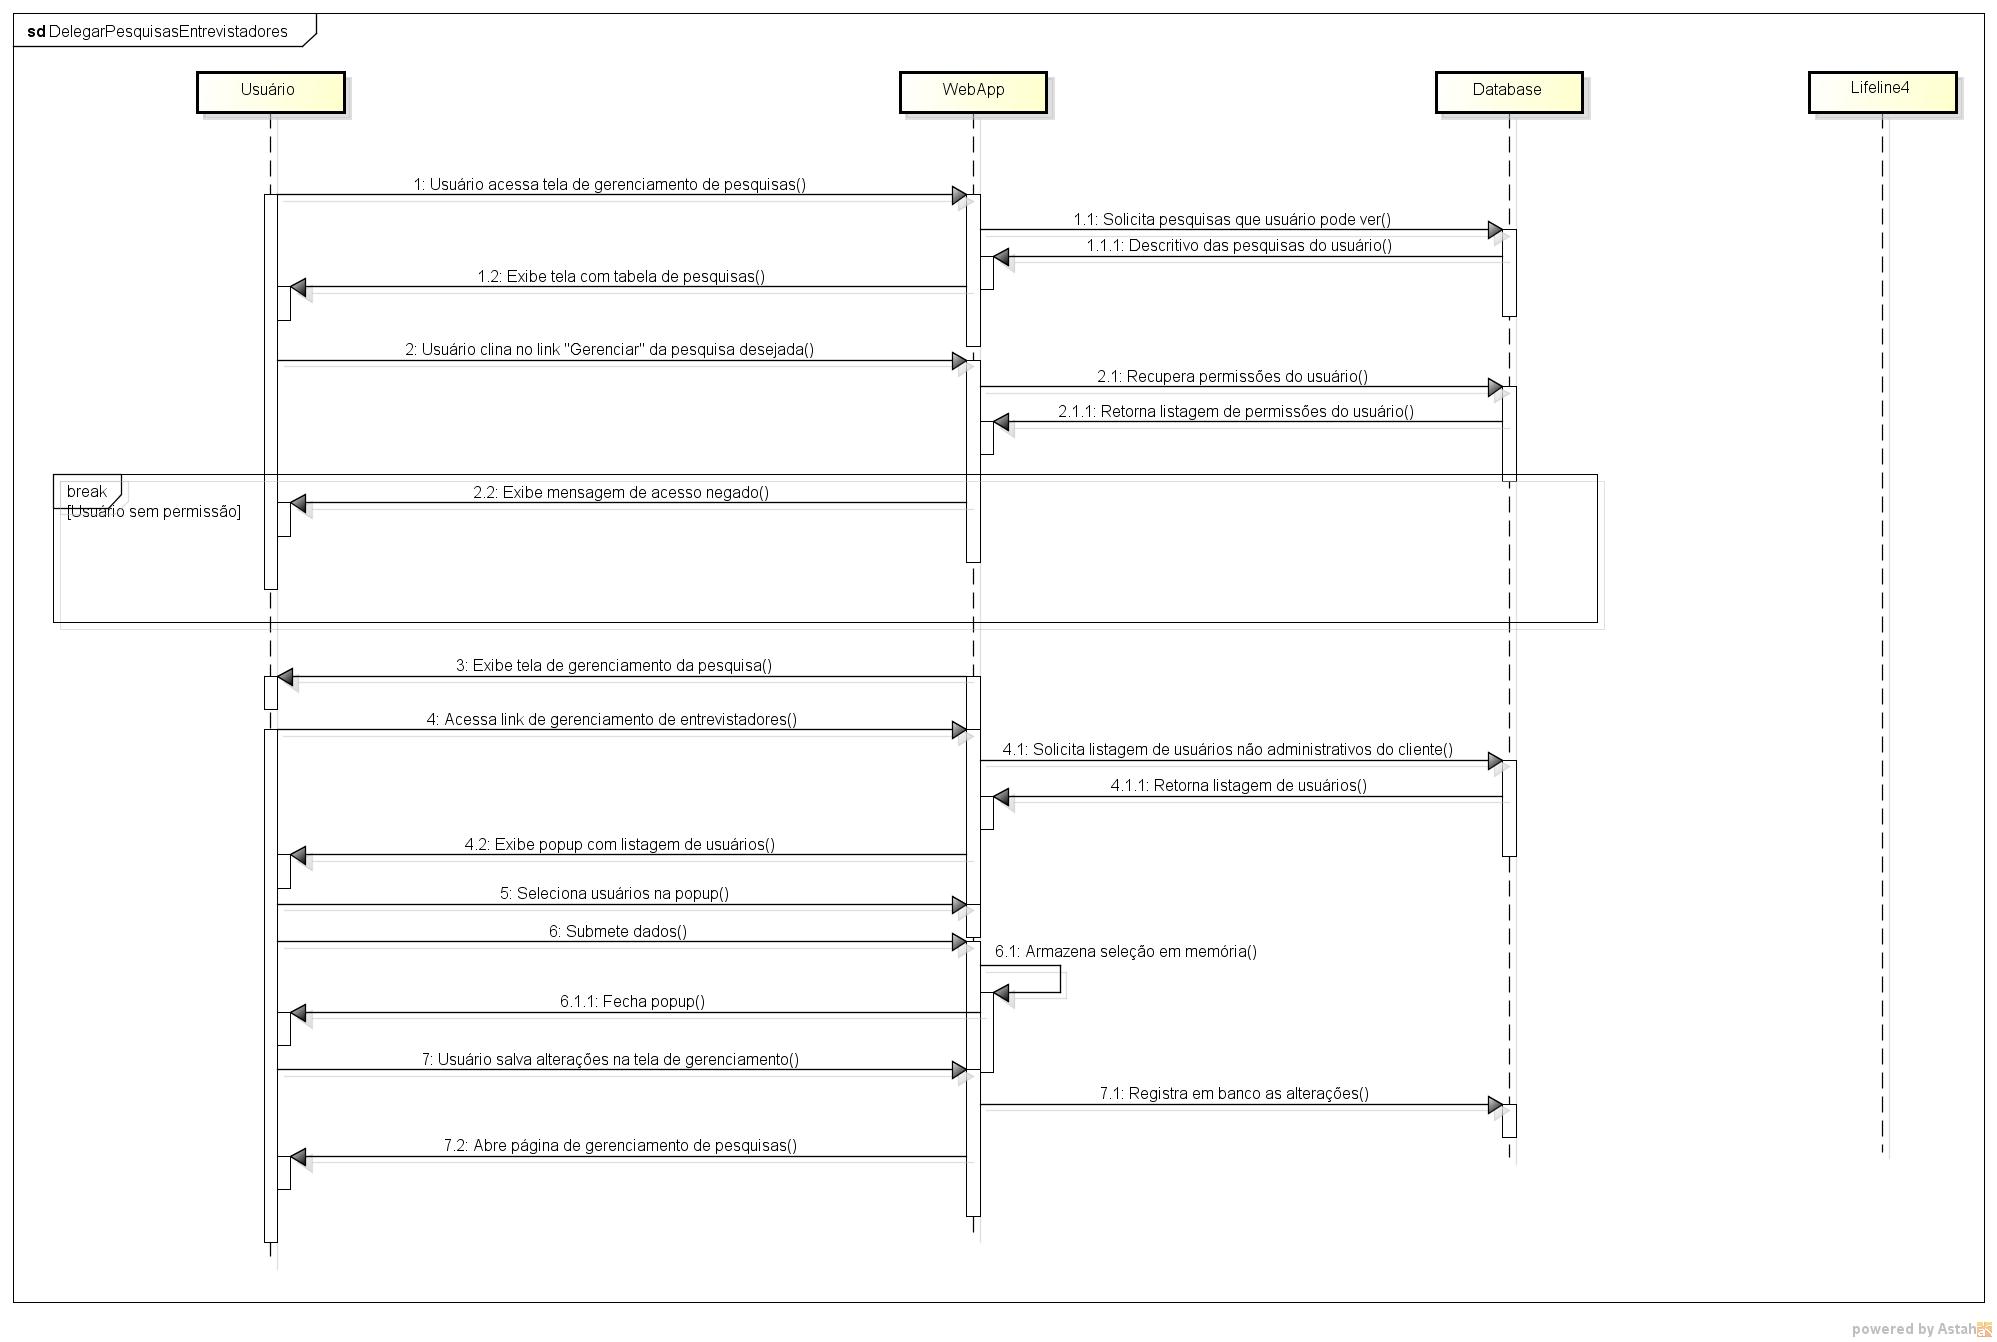 sd DelegarPesquisasEntrevistadores
Usuário
WebApp
Database
Lifeline4
1: Usuário acessa tela de gerenciamento de pesquisas()
1.1: Solicita pesquisas que usuário pode ver()
1.1.1: Descritivo das pesquisas do usuário()
1.2: Exibe tela com tabela de pesquisas()
2: Usuário clina no link "Gerenciar" da pesquisa desejada()
2.1: Recupera permissões do usuário()
2.1.1: Retorna listagem de permissões do usuário()
break
2.2: Exibe mensagem de acesso negado()
[Usuário sem permissão]
3: Exibe tela de gerenciamento da pesquisa()
4: Acessa link de gerenciamento de entrevistadores()
4.1: Solicita listagem de usuários não administrativos do cliente()
4.1.1: Retorna listagem de usuários()
4.2: Exibe popup com listagem de usuários()
5: Seleciona usuários na popup()
6: Submete dados()
6.1: Armazena seleção em memória()
6.1.1: Fecha popup()
7: Usuário salva alterações na tela de gerenciamento()
7.1: Registra em banco as alterações()
7.2: Abre página de gerenciamento de pesquisas()
powered by Astah